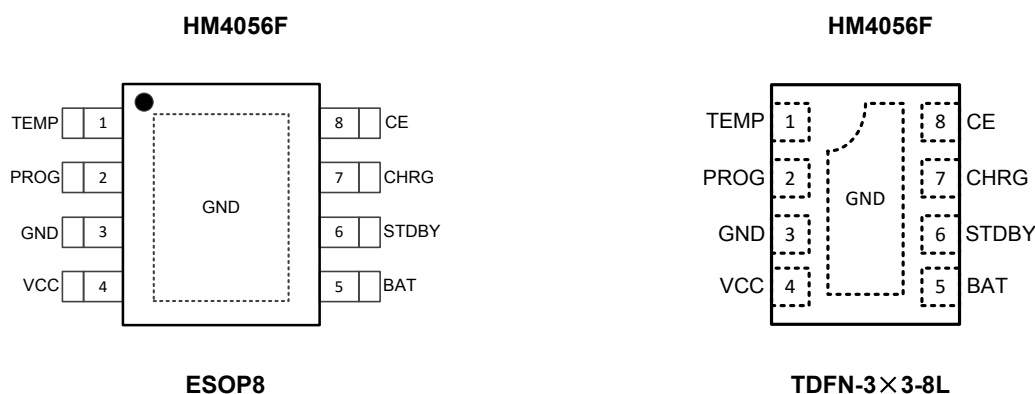 HM4056F
TEMP 1 8 CE
PROG 2 7 CHRG
GND
GND 3 6 STDBY
VCC 4 5 BAT
ESOP8
HM4056F
TEMP 1 8 CE
PROG 2 7 CHRG
GND
GND 3 6 STDBY
VCC 4 5 BAT
TDFN-3×3-8L